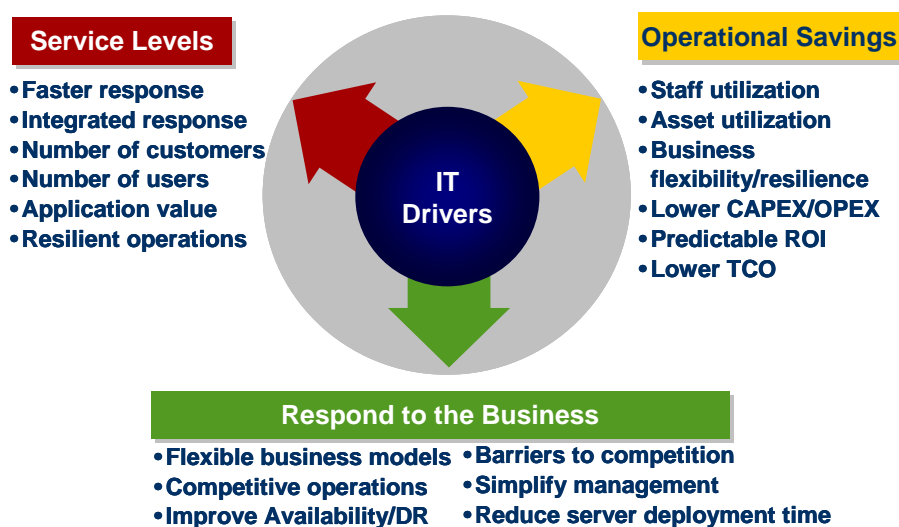 Service Levels
•Faster response
•Integrated response
•Number of customers
•Number of users
•Application value
•Resilient operations
IT
Drivers
Operational Savings
•Staff utilization
•Asset utilization
•Business
flexibility/resilience
•Lower CAPEX/OPEX
•Predictable ROI
•Lower TCO
Respond to the Business
•Flexible business models
•Competitive operations
•Improve Availability/DR
•Barriers to competition
•Simplify management
•Reduce server deployment time